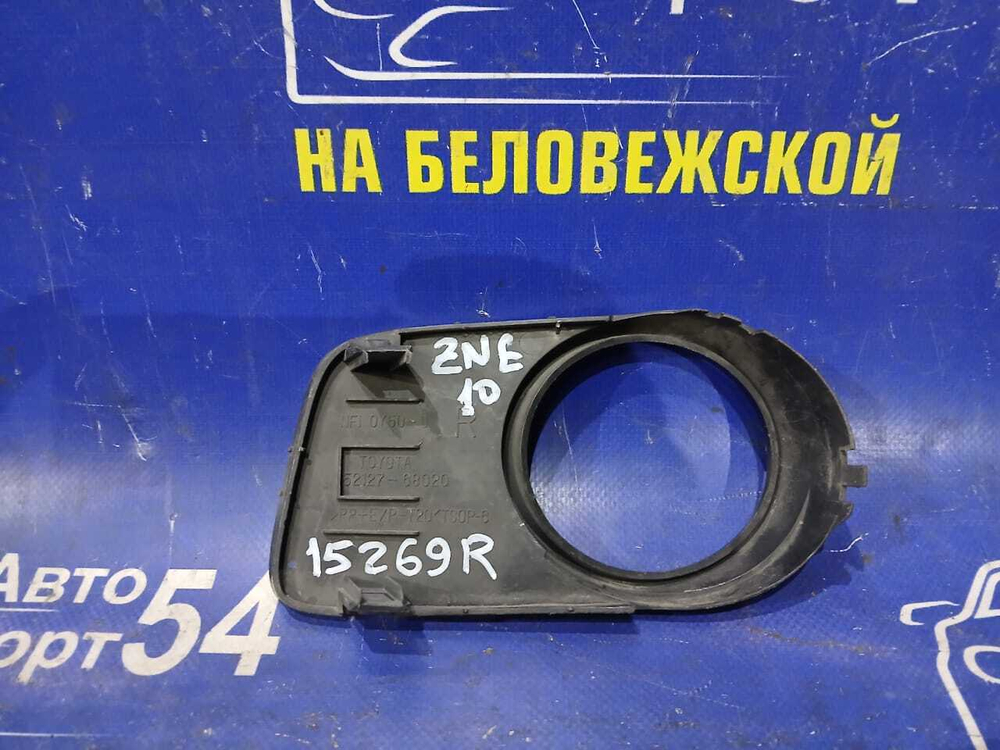 НА БЕЛОВЕЖСКОЙ
ZNE
10
R
TOYOTA
52127-68020
15269R
Авто
орт 54